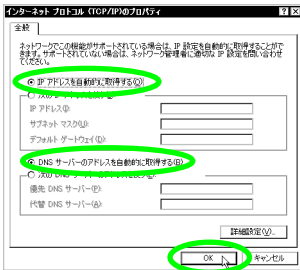 インターネット プロトコル (TCP/IP)のプロパティ
全般
ネットワークでこの機能がサポートされている場合は、IP 設定を自動的に取得することがで
きます。サポートされていない場合は、ネットワーク管理者に適切な IP 設定を問い合わせ
てください。
IP アドレスを自動的に取得する(O)
IP アドレス(I):
サブネット マスク(U):
デフォルト ゲートウェイ(D):
DNS サーバーのアドレスを自動的に取得する(B)
優先 DNS サーバー(P):
代替 DNS サーバー(A):
詳細設定(V)...
OK
キャンセル